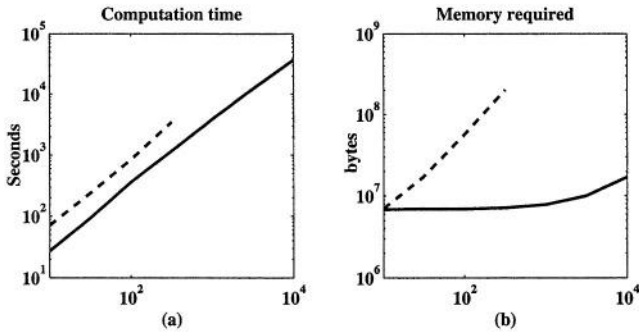 Computation time
10^5
10^4
10^3
10^2
10^1
Seconds
10^2
10^4
(a)
Memory required
10^9
10^8
10^7
10^6
bytes
10^2
10^4
(b)